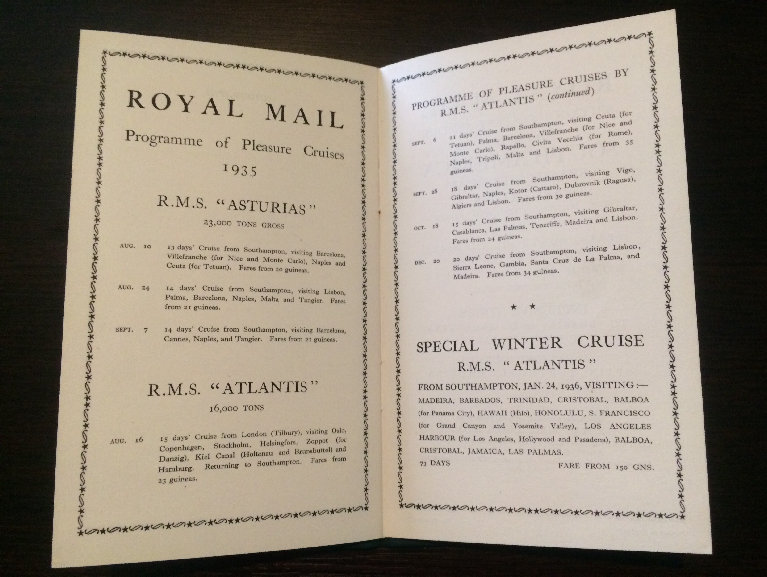 ROYAL MAIL
Programme of Pleasure Cruises
1935
R.M.S. "ASTURIAS"
23,000 TONS GROSS
AUG. 10 13 days' Cruise from Southampton, visiting Barcelona,
Villefranche (for Nice and Monte Carlo), Naples and
Ceuta (for Tetuan). Fares from 20 guineas.
AUG. 24 14 days' Cruise from Southampton, visiting Lisbon,
Palma, Barcelona, Naples, Malta and Tangier. Fares
from 21 guineas.
SEPT. 7 14 days' Cruise from Southampton, visiting Barcelona,
Cannes, Naples, and Tangier. Fares from 21 guineas.
R.M.S. "ATLANTIS"
16,000 TONS
AUG. 16 15 days' Cruise from London (Tilbury), visiting Oslo,
Copenhagen, Stockholm, Helsingfors, Zoppot (for
Danzig), Kiel Canal (Holtenau and Brunsbuttel) and
Hamburg. Returning to Southampton. Fares from
25 guineas.
PROGRAMME OF PLEASURE CRUISES BY
R.M.S. "ATLANTIS" (continued)
SEPT. 6 21 days' Cruise from Southampton, visiting Ceuta (for
Tetuan), Palma, Barcelona, Villefranche (for Nice and
Monte Carlo), Rapallo, Civita Vecchia (for Rome),
Naples, Tripoli, Malta and Lisbon. Fares from 35
guineas.
SEPT. 28 18 days' Cruise from Southampton, visiting Vigo,
Gibraltar, Naples, Kotor (Cattaro), Dubrovnik (Ragusa),
Algiers and Lisbon. Fares from 30 guineas.
OCT. 18 15 days' Cruise from Southampton, visiting Gibraltar,
Casablanca, Las Palmas, Teneriffe, Madeira and Lisbon.
Fares from 24 guineas.
DEC. 20 20 days' Cruise from Southampton, visiting Lisbon,
Sierra Leone, Gambia, Santa Cruz de La Palma, and
Madeira. Fares from 34 guineas.
SPECIAL WINTER CRUISE
R.M.S. "ATLANTIS"
FROM SOUTHAMPTON, JAN. 24, 1936, VISITING :—
MADEIRA, BARBADOS, TRINIDAD, CRISTOBAL, BALBOA
(for Panama City), HAWAII (Hilo), HONOLULU, S. FRANCISCO
(for Grand Canyon and Yosemite Valley), LOS ANGELES
HARBOUR (for Los Angeles, Hollywood and Pasadena), BALBOA,
CRISTOBAL, JAMAICA, LAS PALMAS.
77 DAYS FARE FROM 150 GNS.